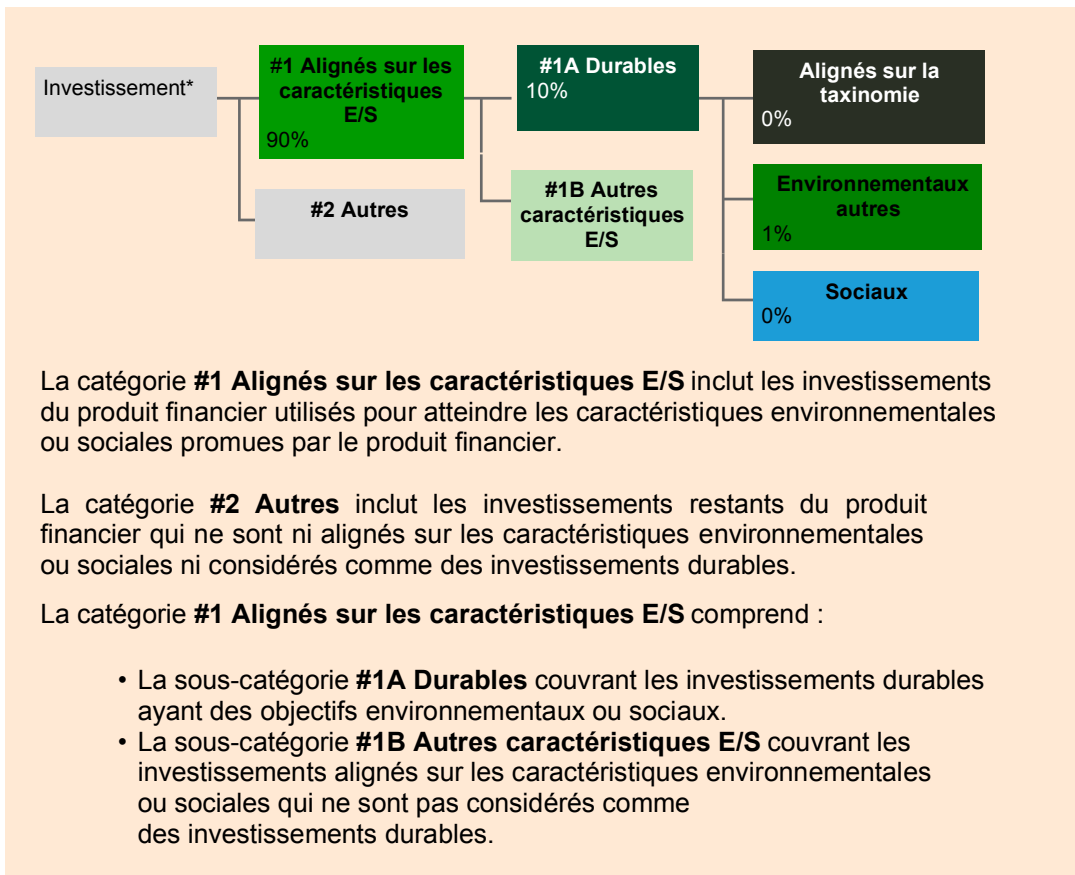 Investissement*
#1 Alignés sur les
caractéristiques
E/S
90%
#2 Autres
#1A Durables
10%
#1B Autres
caractéristiques
E/S
Alignés sur la
taxinomie
0%
Environnementaux
autres
1%
Sociaux
0%
La catégorie #1 Alignés sur les caractéristiques E/S inclut les investissements
du produit financier utilisés pour atteindre les caractéristiques environnementales
ou sociales promues par le produit financier.
La catégorie #2 Autres inclut les investissements restants du produit
financier qui ne sont ni alignés sur les caractéristiques environnementales
ou sociales ni considérés comme des investissements durables.
La catégorie #1 Alignés sur les caractéristiques E/S comprend :
• La sous-catégorie #1A Durables couvrant les investissements durables
ayant des objectifs environnementaux ou sociaux.
• La sous-catégorie #1B Autres caractéristiques E/S couvrant les
investissements alignés sur les caractéristiques environnementales
ou sociales qui ne sont pas considérés comme
des investissements durables.